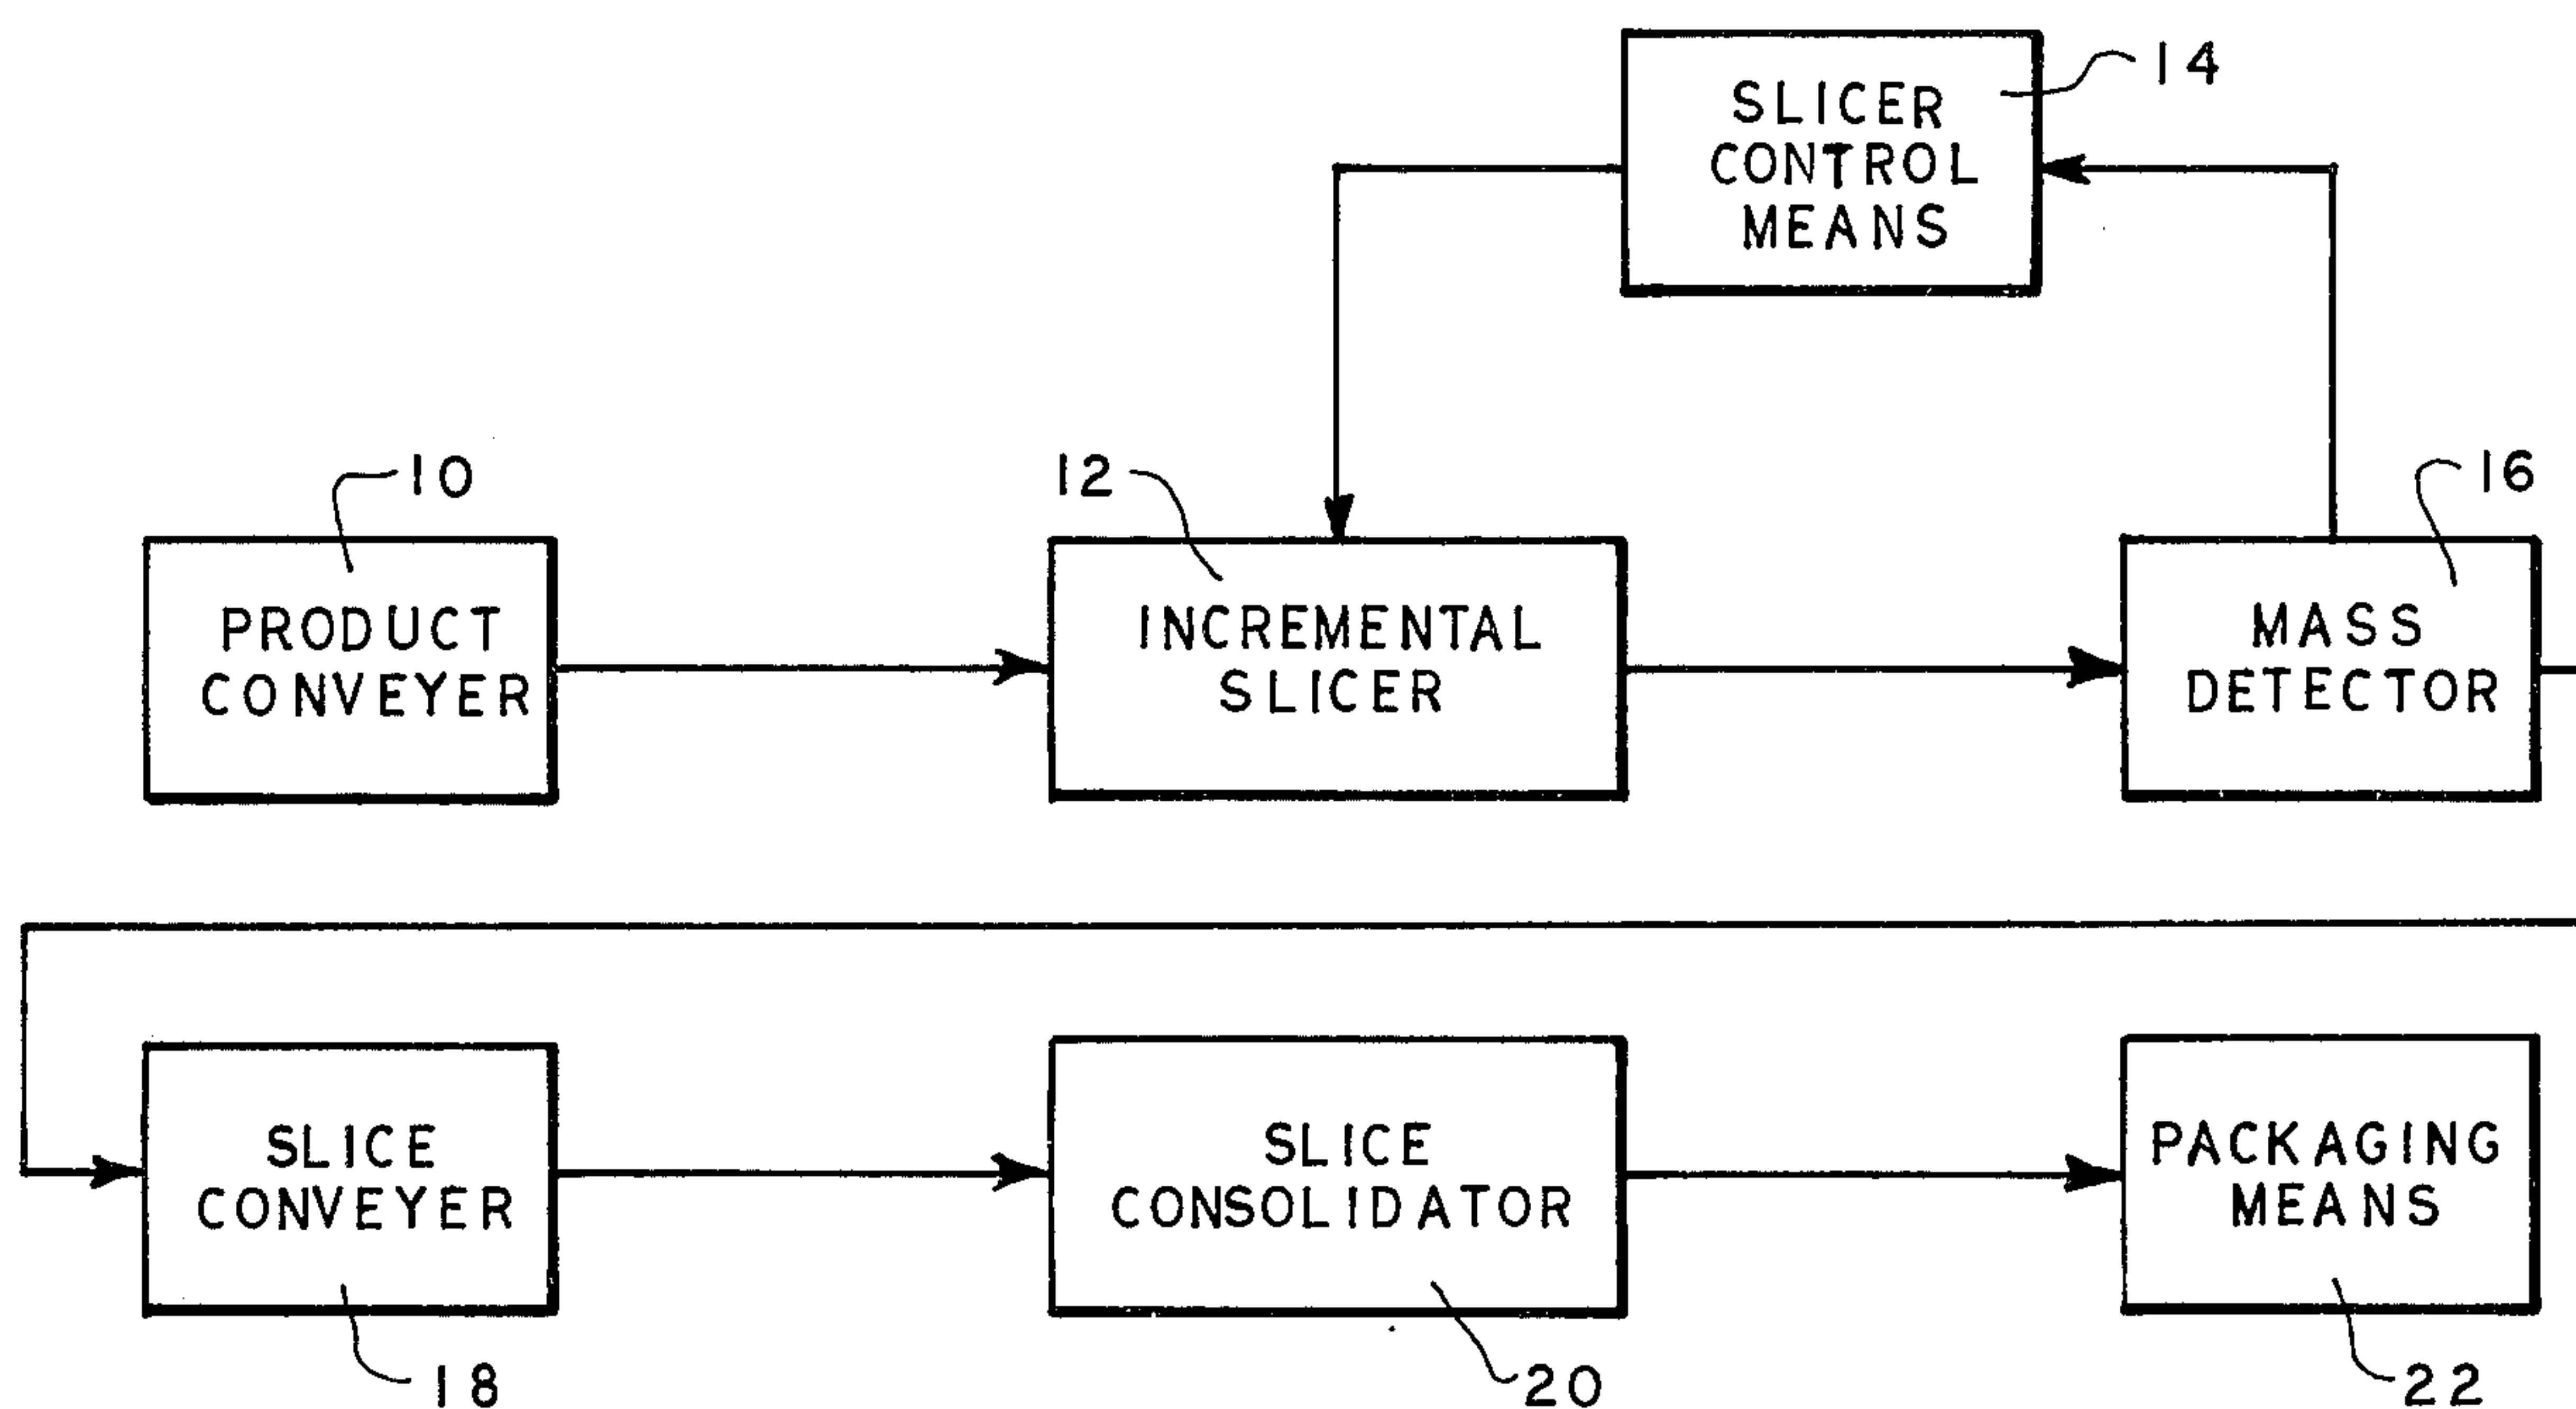 14
SLICER
CONTROL
MEANS
10
12
16
PRODUCT
CONVEYER
INCREMENTAL
SLICER
MASS
DETECTOR
SLICE
CONVEYER
SLICE
CONSOLIDATOR
PACKAGING
MEANS
18
20
22